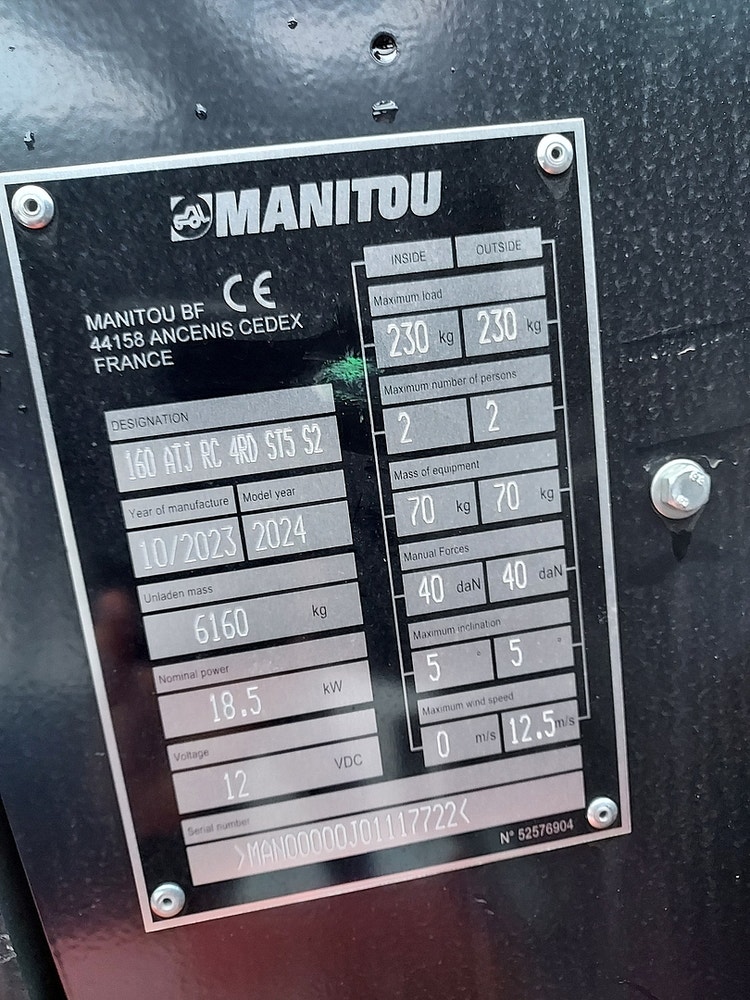 MANITOU
MANITOU BF CE
44158 ANCENIS CEDEX
FRANCE
DESIGNATION
160 ATJ RC 4RD ST5 S2
Year of manufacture Model year
10/2023 2024
Unladen mass
6160 kg
Nominal power
18.5 kW
Voltage
12 VDC
Serial number
>MAN00000J01117722<
N° 52576904
INSIDE OUTSIDE
Maximum load
230 kg 230 kg
Maximum number of persons
2 2
Mass of equipment
70 kg 70 kg
Manual Forces
40 daN 40 daN
Maximum inclination
5 ° 5 °
Maximum wind speed
0 m/s 12.5 m/s